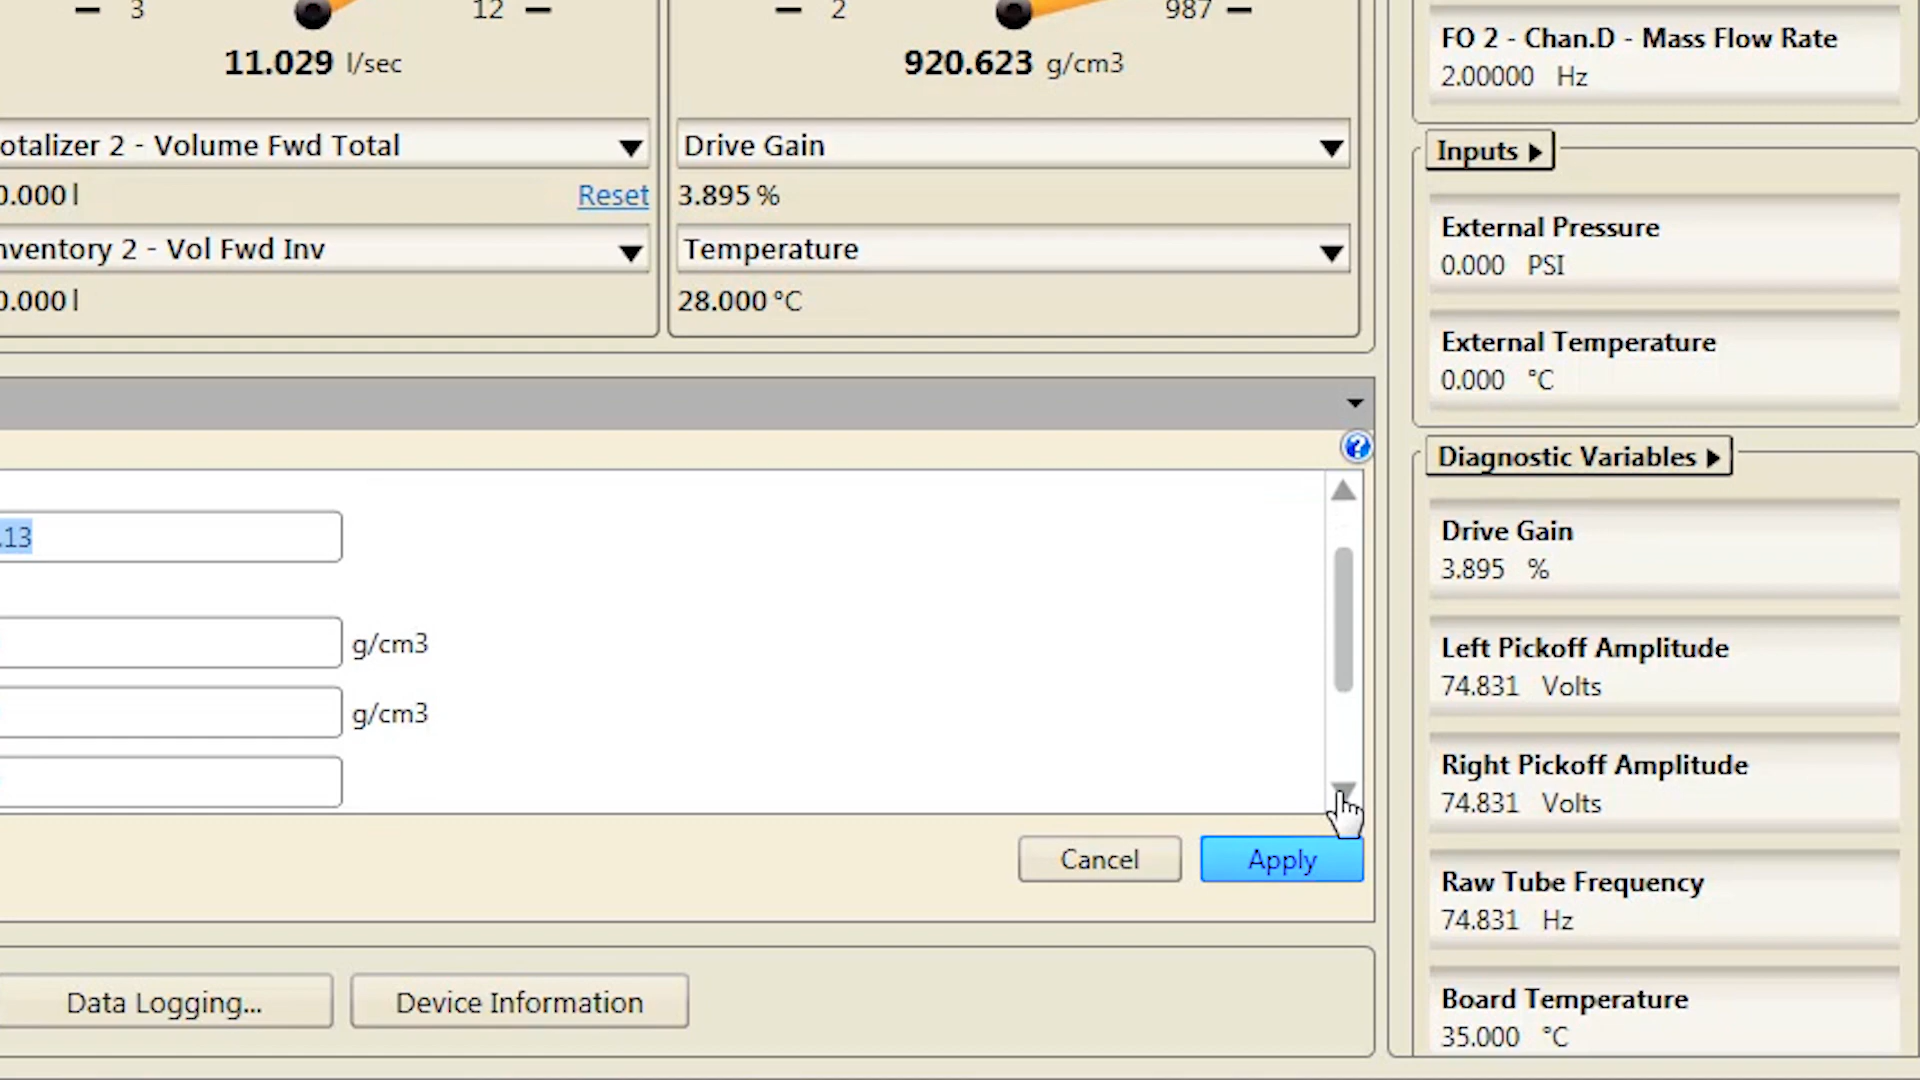 3 12
11.029 l/sec
otalizer 2 - Volume Fwd Total
0.000 l Reset
nventory 2 - Vol Fwd Inv
0.000 l
2 987
920.623 g/cm3
Drive Gain
3.895 %
Temperature
28.000 °C
.13
g/cm3
g/cm3
Cancel Apply
Data Logging... Device Information
FO 2 - Chan.D - Mass Flow Rate
2.00000 Hz
Inputs
External Pressure
0.000 PSI
External Temperature
0.000 °C
Diagnostic Variables
Drive Gain
3.895 %
Left Pickoff Amplitude
74.831 Volts
Right Pickoff Amplitude
74.831 Volts
Raw Tube Frequency
74.831 Hz
Board Temperature
35.000 °C